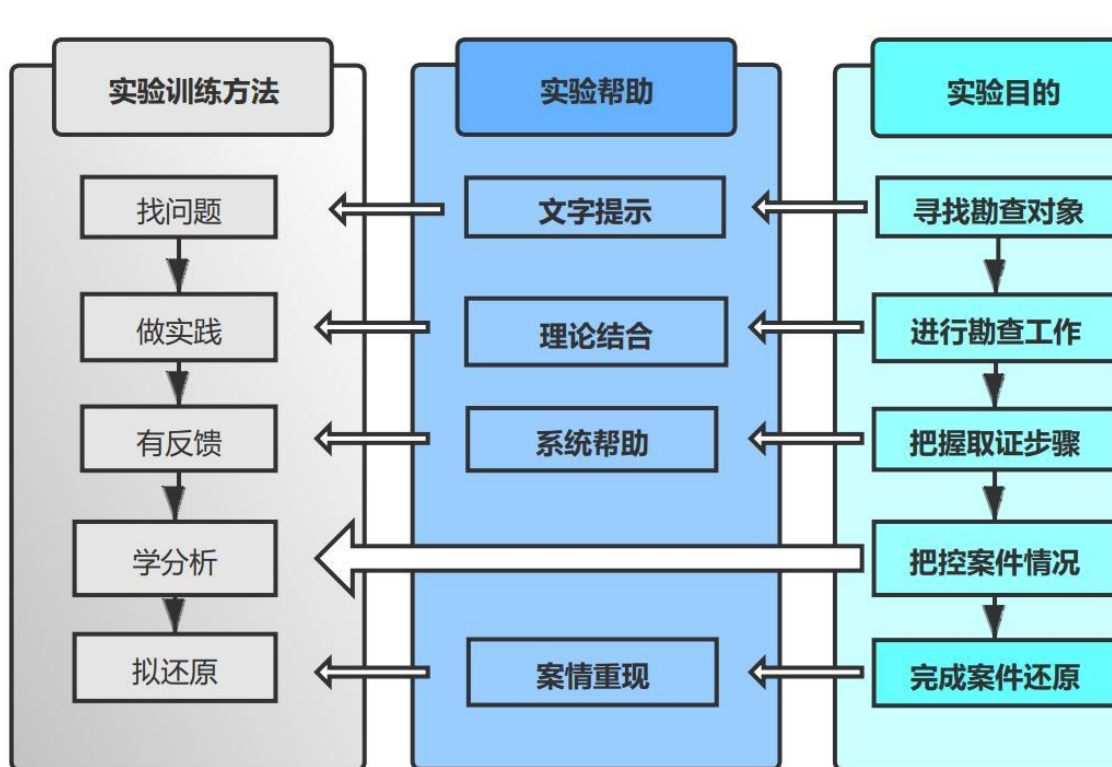 实验训练方法
实验帮助
实验目的
找问题
文字提示
寻找勘查对象
做实践
理论结合
进行勘查工作
有反馈
系统帮助
把握取证步骤
学分析
把控案件情况
拟还原
案情重现
完成案件还原